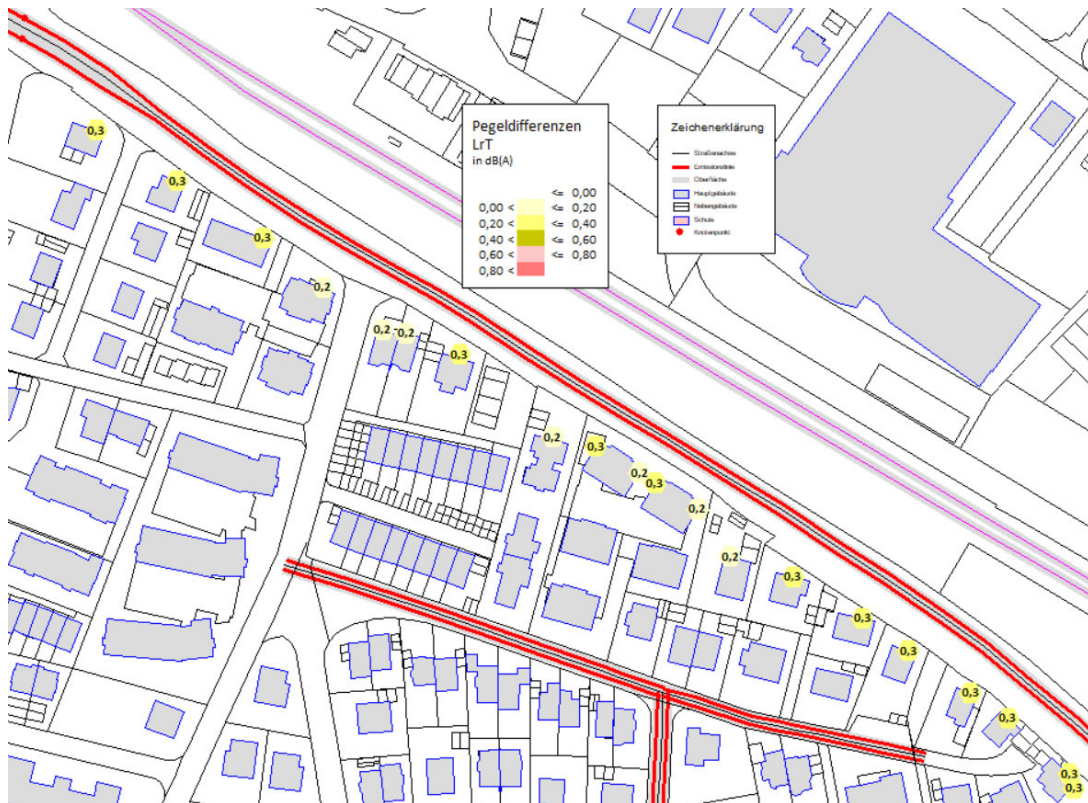 Pegeldifferenzen
LrT
in dB(A)
<= 0,00
0,00 < <= 0,20
0,20 < <= 0,40
0,40 < <= 0,60
0,60 < <= 0,80
0,80 <
Zeichenerklärung
Straßenachse
Emissionslinie
Oberfläche
Hauptgebäude
Nebengebäude
Schule
Knotenpunkt
0,3
0,3
0,3
0,2
0,2
0,2
0,3
0,2
0,3
0,2
0,3
0,2
0,2
0,3
0,3
0,3
0,3
0,3
0,3
0,3